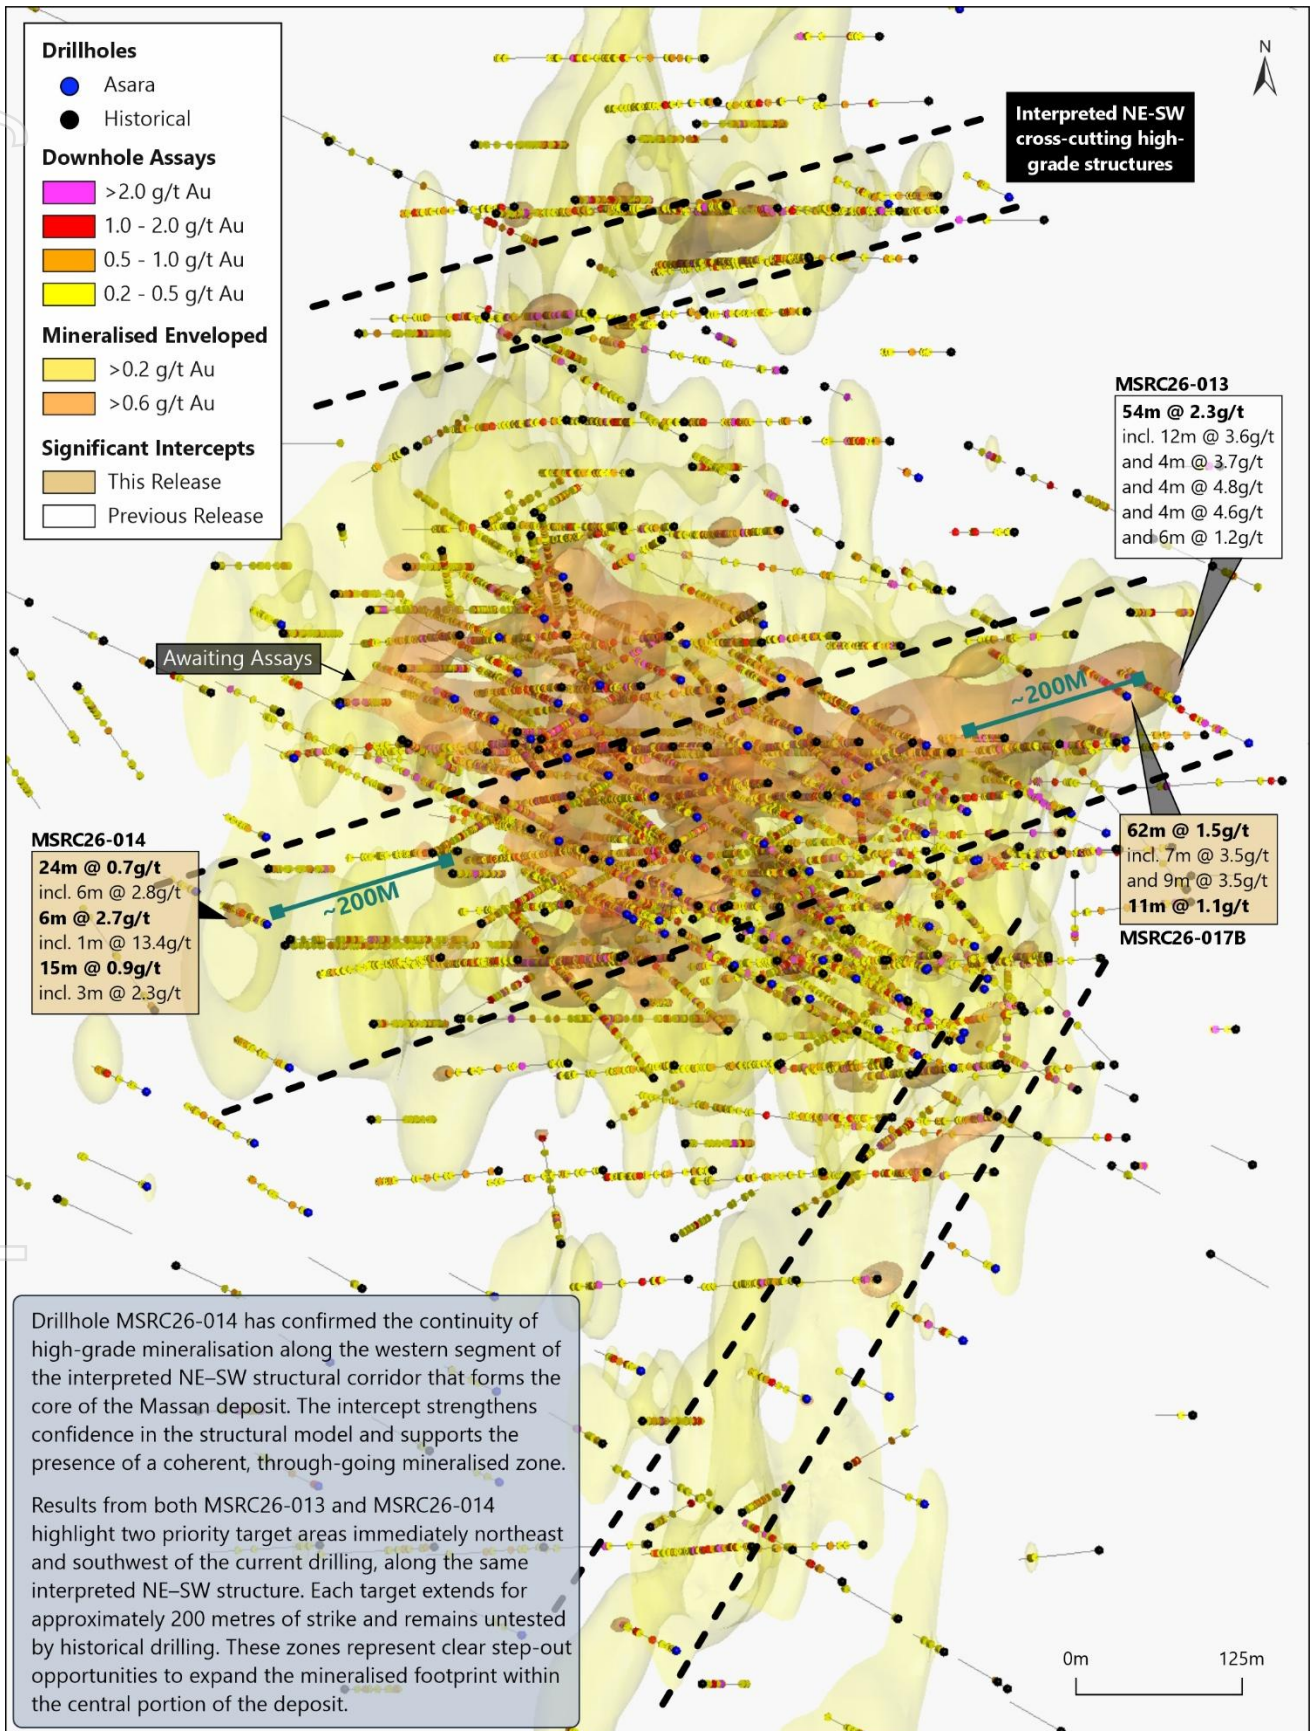 Drillholes
Asara
Historical
Downhole Assays
>2.0 g/t Au
1.0 - 2.0 g/t Au
0.5 - 1.0 g/t Au
0.2 - 0.5 g/t Au
Mineralised Enveloped
>0.2 g/t Au
>0.6 g/t Au
Significant Intercepts
This Release
Previous Release
N
Interpreted NE-SW
cross-cutting high-
grade structures
MSRC26-013
54m @ 2.3g/t
incl. 12m @ 3.6g/t
and 4m @ 3.7g/t
and 4m @ 4.8g/t
and 4m @ 4.6g/t
and 6m @ 1.2g/t
Awaiting Assays
~200M
MSRC26-014
24m @ 0.7g/t
incl. 6m @ 2.8g/t
6m @ 2.7g/t
incl. 1m @ 13.4g/t
15m @ 0.9g/t
incl. 3m @ 2.3g/t
~200M
62m @ 1.5g/t
incl. 7m @ 3.5g/t
and 9m @ 3.5g/t
11m @ 1.1g/t
MSRC26-017B
Drillhole MSRC26-014 has confirmed the continuity of
high-grade mineralisation along the western segment of
the interpreted NE–SW structural corridor that forms the
core of the Massan deposit. The intercept strengthens
confidence in the structural model and supports the
presence of a coherent, through-going mineralised zone.
Results from both MSRC26-013 and MSRC26-014
highlight two priority target areas immediately northeast
and southwest of the current drilling, along the same
interpreted NE–SW structure. Each target extends for
approximately 200 metres of strike and remains untested
by historical drilling. These zones represent clear step-out
opportunities to expand the mineralised footprint within
the central portion of the deposit.
0m 125m